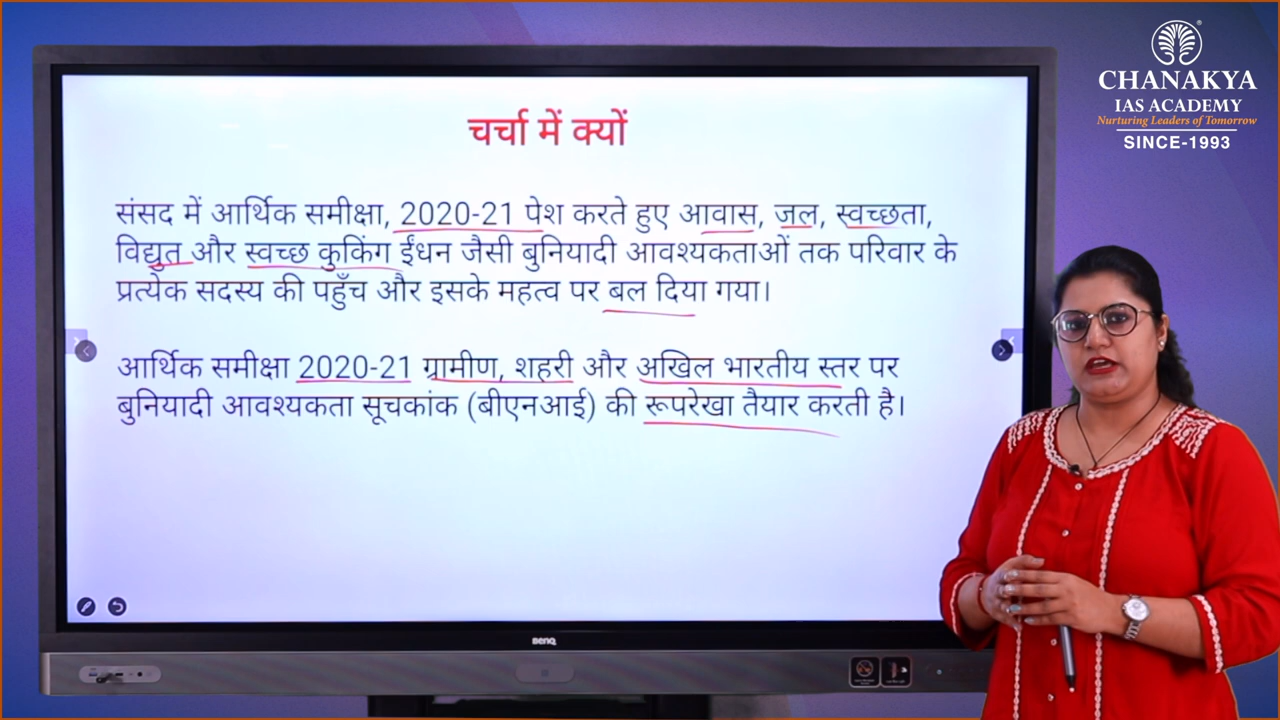 CHANAKYA
IAS ACADEMY
Nurturing Leaders of Tomorrow
SINCE-1993
चर्चा में क्यों
संसद में आर्थिक समीक्षा, 2020-21 पेश करते हुए आवास, जल, स्वच्छता,
विद्युत और स्वच्छ कुकिंग ईंधन जैसी बुनियादी आवश्यकताओं तक परिवार के
प्रत्येक सदस्य की पहुँच और इसके महत्व पर बल दिया गया।
आर्थिक समीक्षा 2020-21 ग्रामीण, शहरी और अखिल भारतीय स्तर पर
बुनियादी आवश्यकता सूचकांक (बीएनआई) की रूपरेखा तैयार करती है।
BENQ